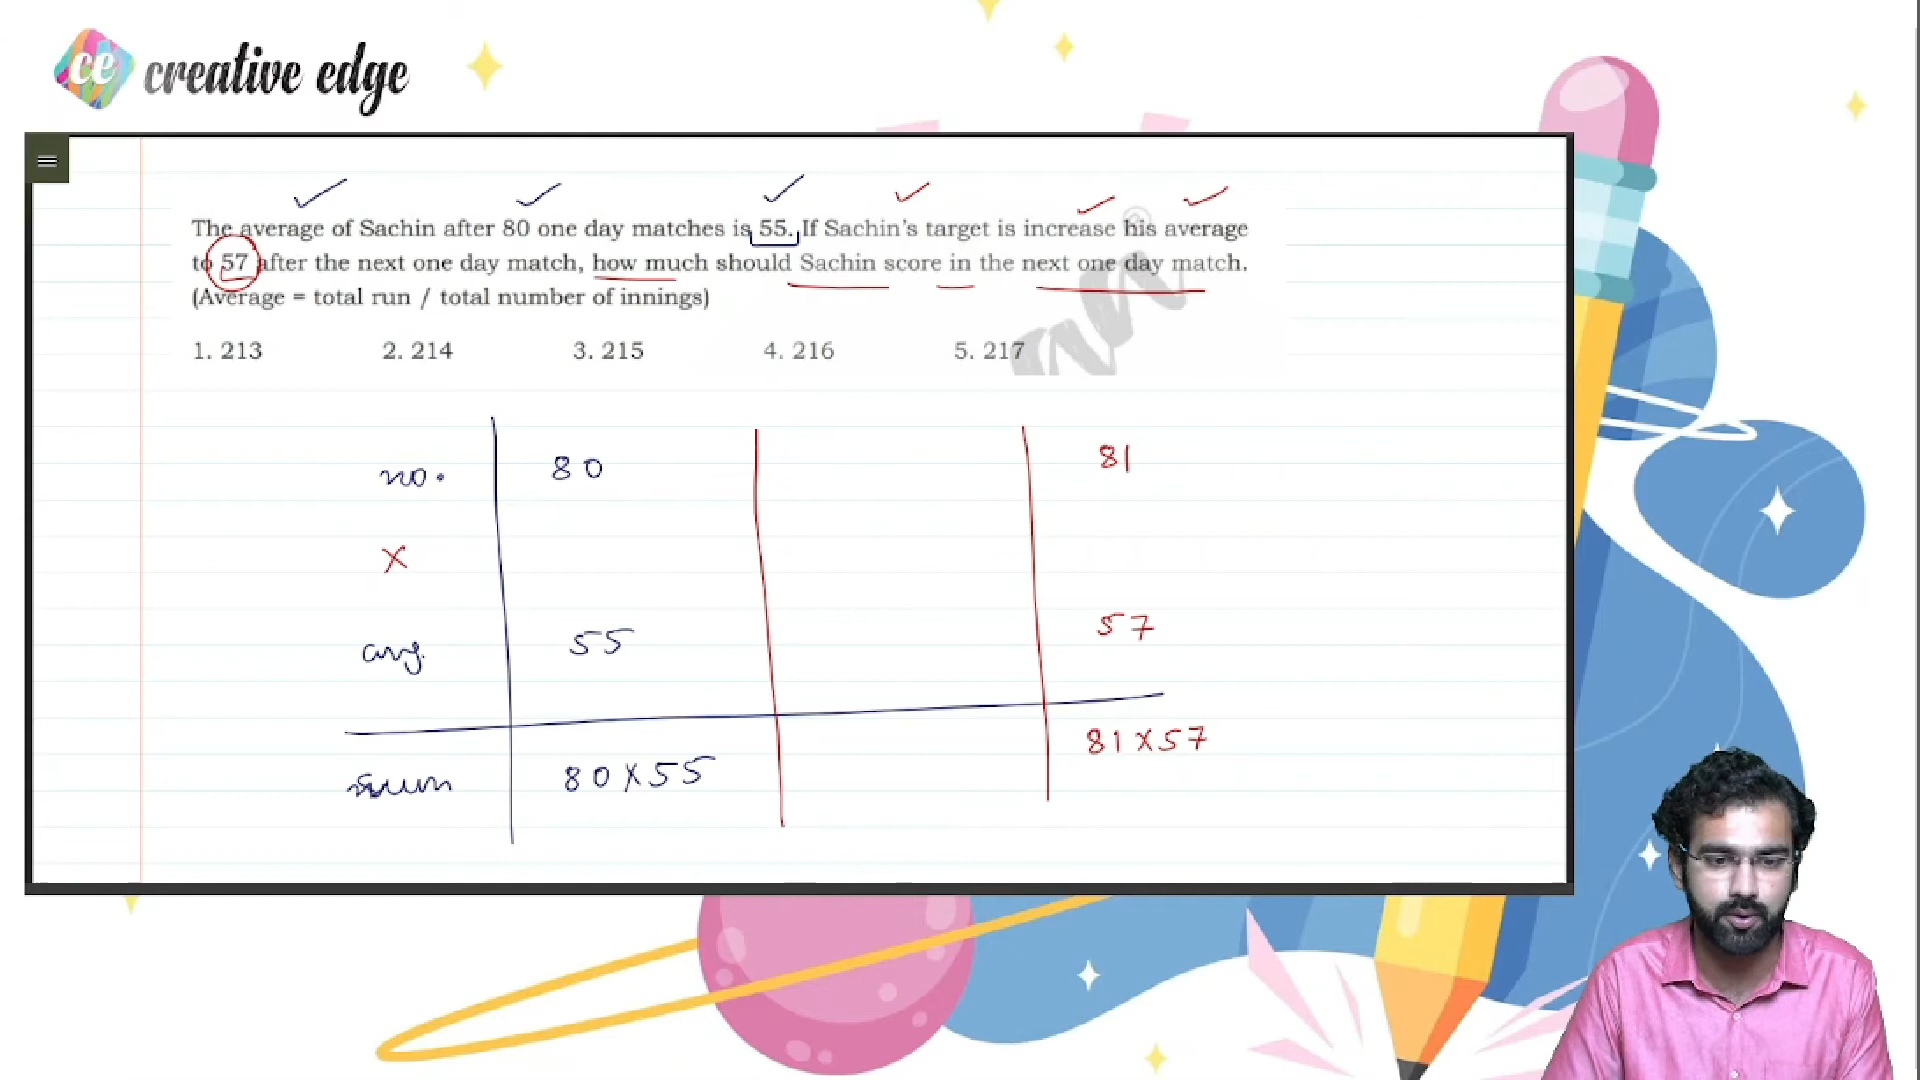 ce creative edge
The average of Sachin after 80 one day matches is 55. If Sachin's target is increase his average
to 57 after the next one day match, how much should Sachin score in the next one day match.
(Average = total run / total number of innings)
1. 213 2. 214 3. 215 4. 216 5. 217
no. 80 81
X
avg. 55 57
sum 80 X 55 81 X 57